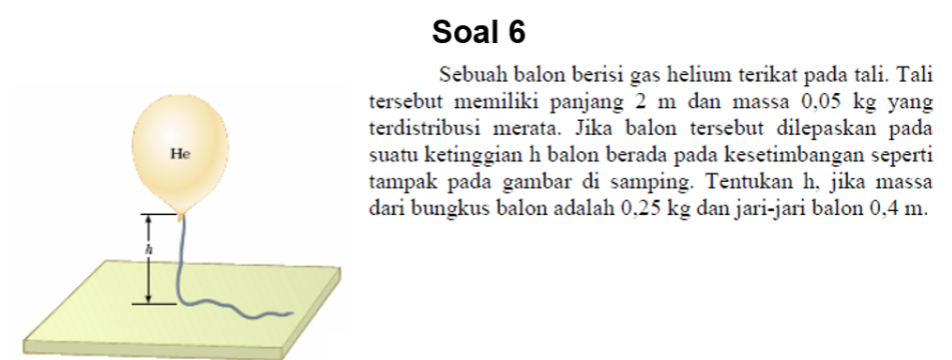 Soal 6
Sebuah balon berisi gas helium terikat pada tali. Tali
tersebut memiliki panjang 2 m dan massa 0,05 kg yang
terdistribusi merata. Jika balon tersebut dilepaskan pada
suatu ketinggian h balon berada pada kesetimbangan seperti
tampak pada gambar di samping. Tentukan h, jika massa
dari bungkus balon adalah 0,25 kg dan jari-jari balon 0,4 m.
He
h